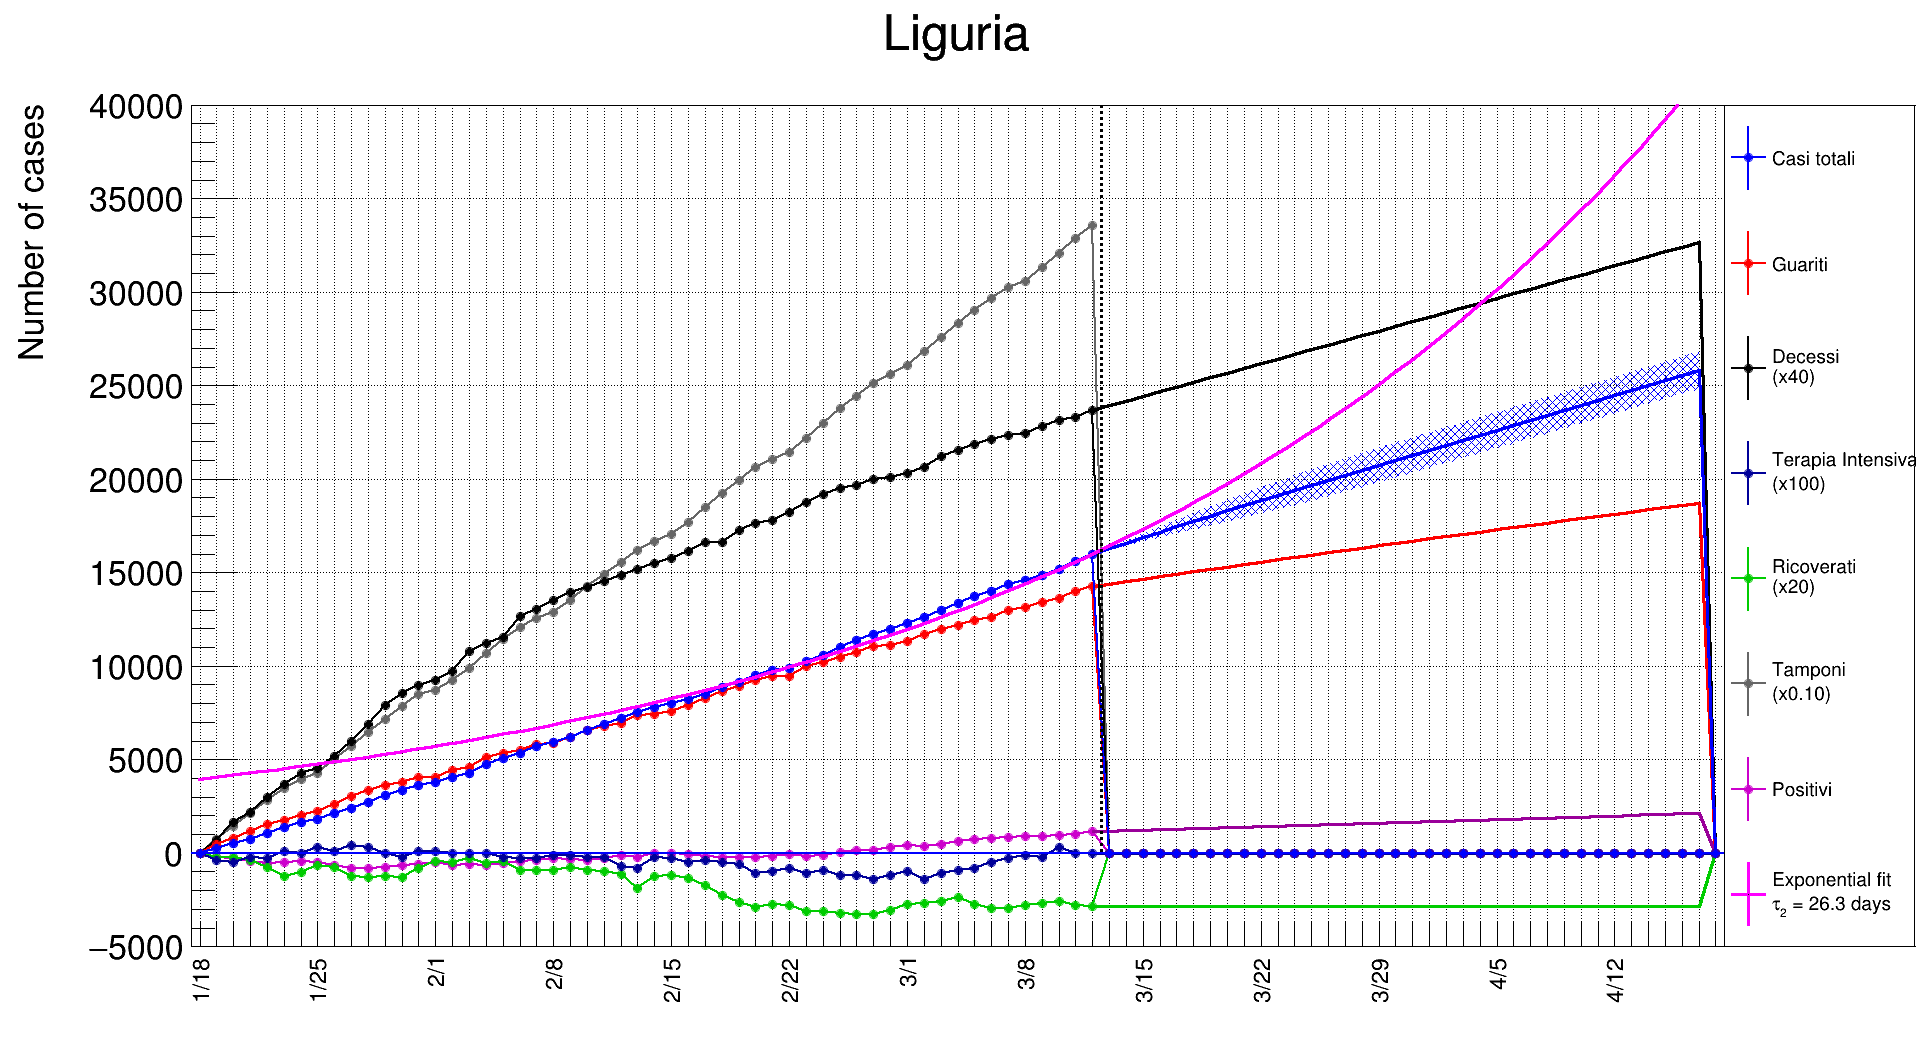 Liguria
Number of cases
40000
35000
30000
25000
20000
15000
10000
5000
0
−5000
1/18
1/25
2/1
2/8
2/15
2/22
3/1
3/8
3/15
3/22
3/29
4/5
4/12
Casi totali
Guariti
Decessi
(x40)
Terapia Intensiva
(x100)
Ricoverati
(x20)
Tamponi
(x0.10)
Positivi
Exponential fit
τ2 = 26.3 days